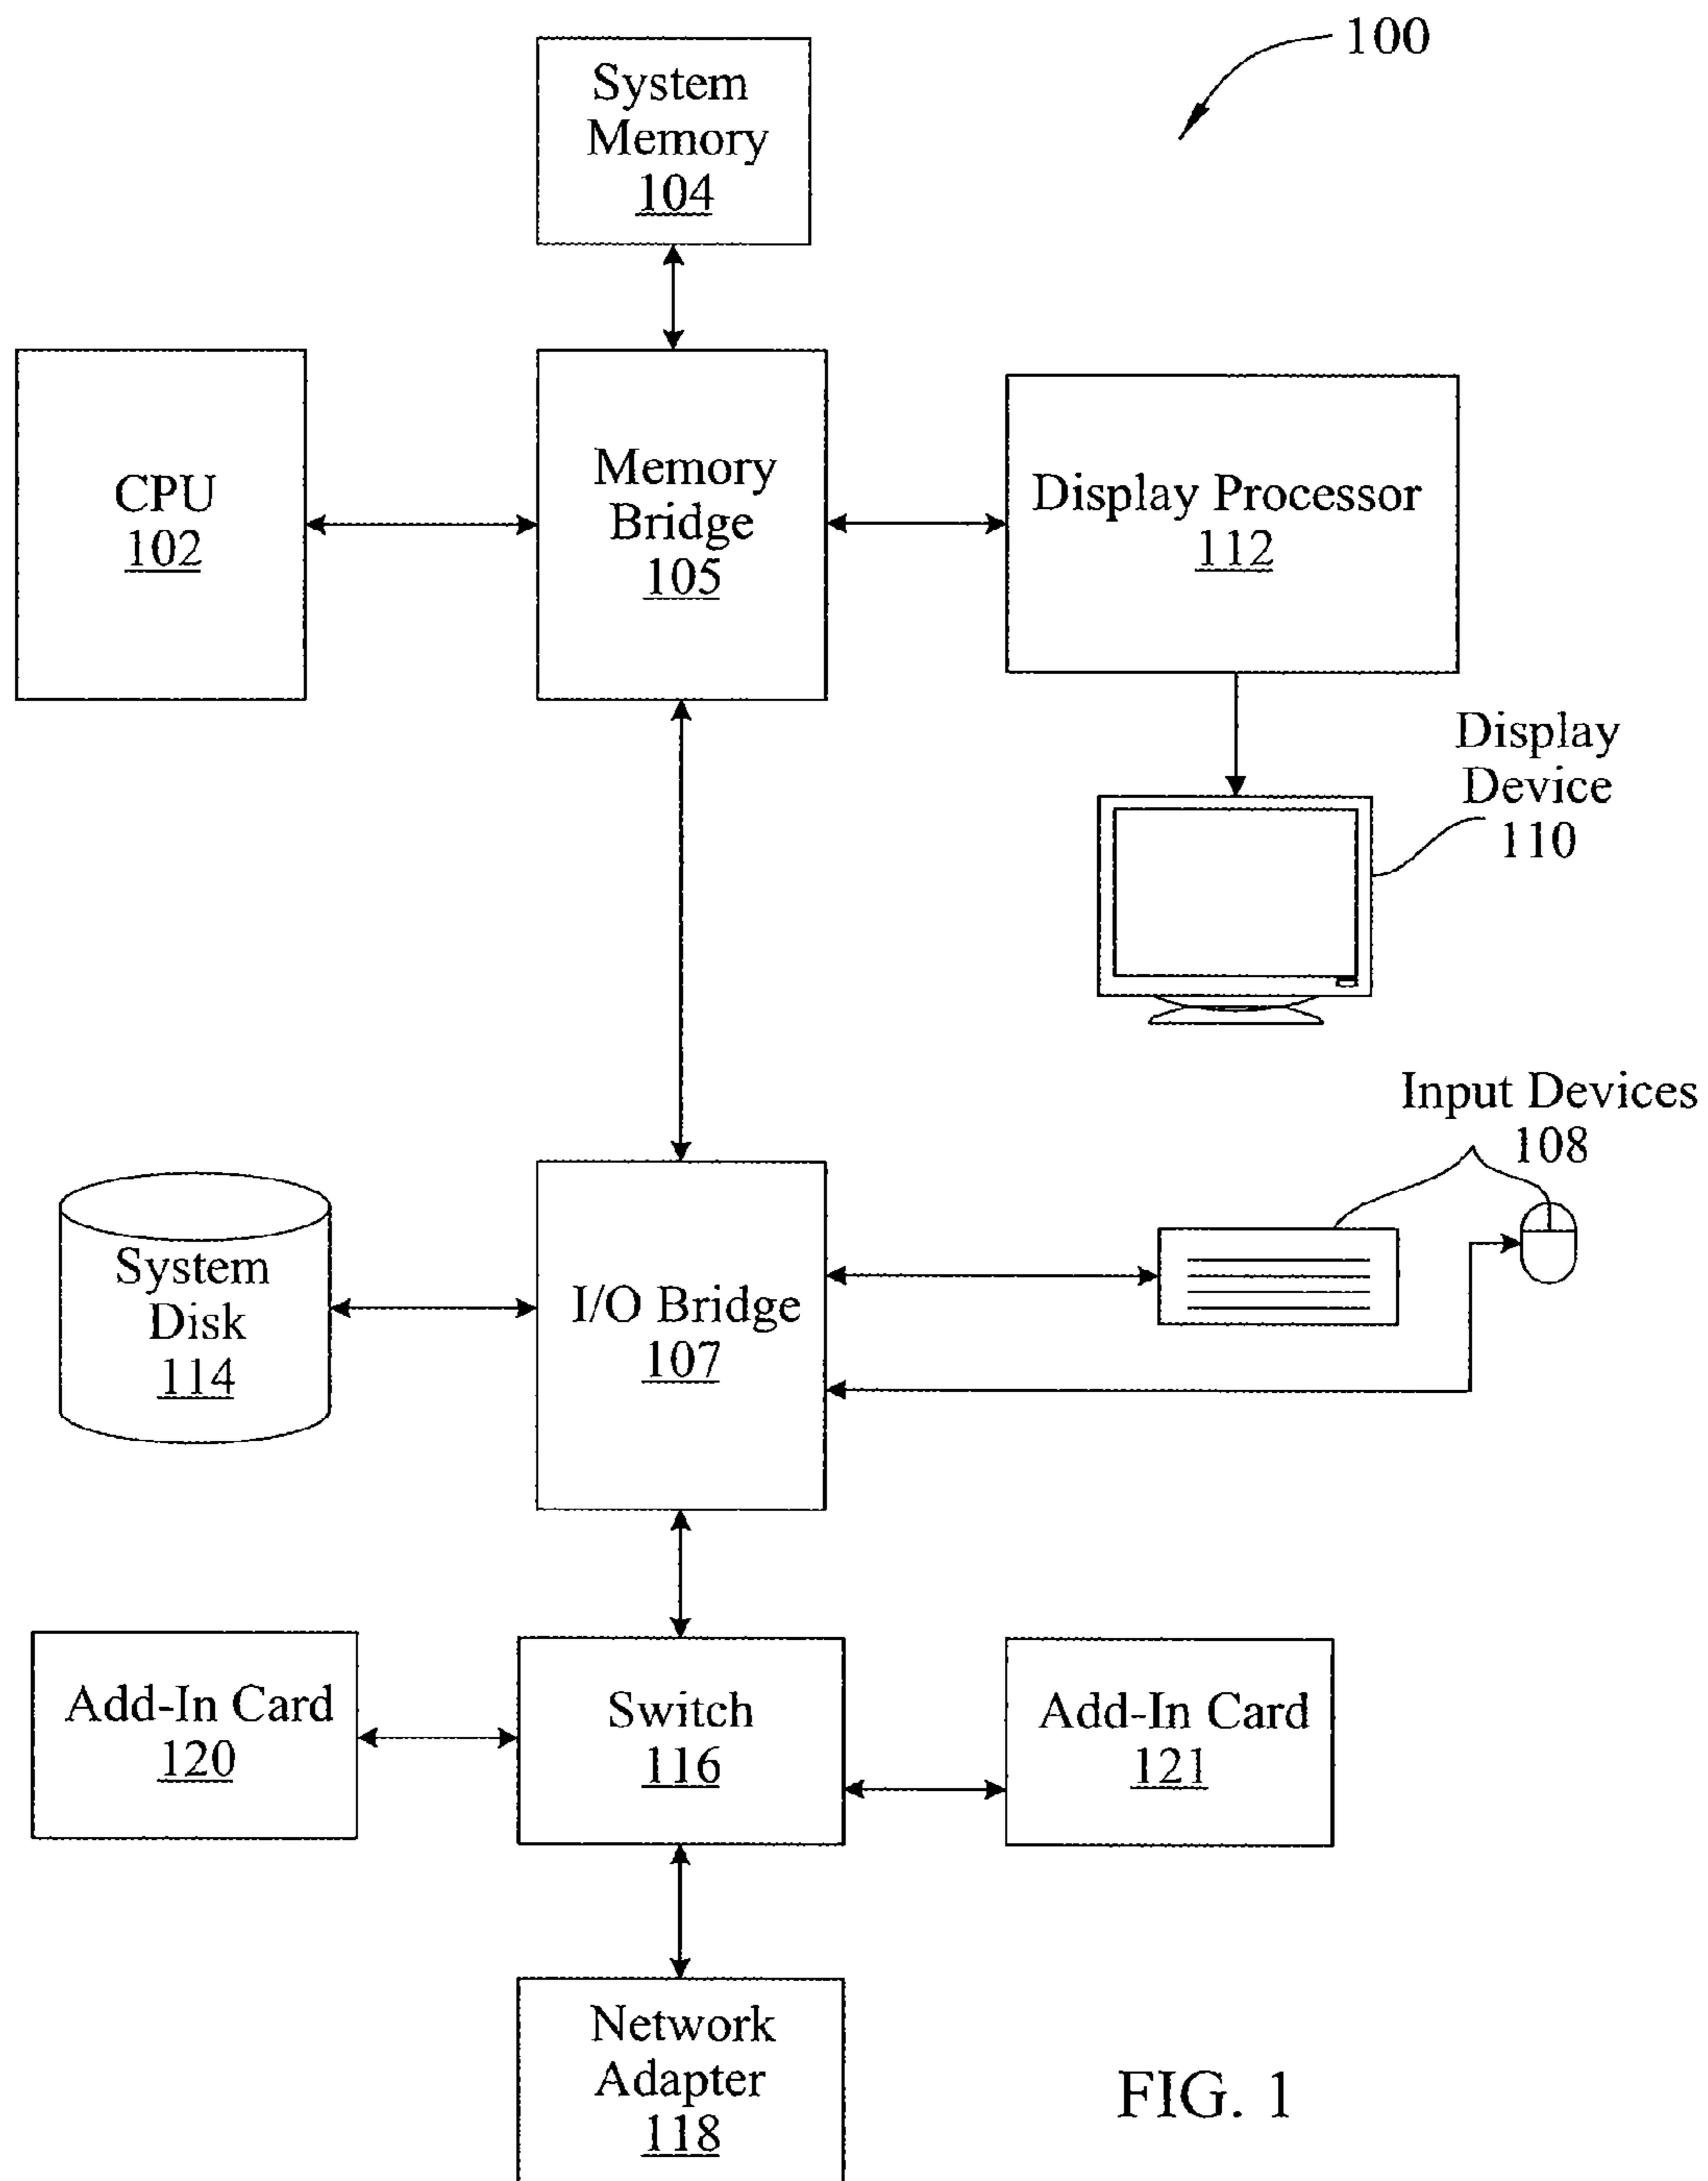 100
System
Memory
104
CPU
102
Memory
Bridge
105
Display Processor
112
Display
Device
110
Input Devices
108
System
Disk
114
I/O Bridge
107
Add-In Card
120
Switch
116
Add-In Card
121
Network
Adapter
118
FIG. 1